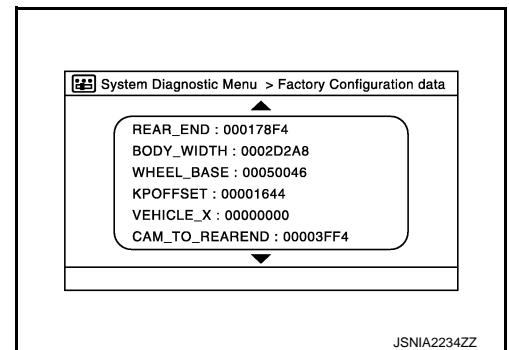 System Diagnostic Menu > Factory Configuration data
REAR_END : 000178F4
BODY_WIDTH : 0002D2A8
WHEEL_BASE : 00050046
KPOFFSET : 00001644
VEHICLE_X : 00000000
CAM_TO_REAREND : 00003FF4
JSNIA2234ZZ